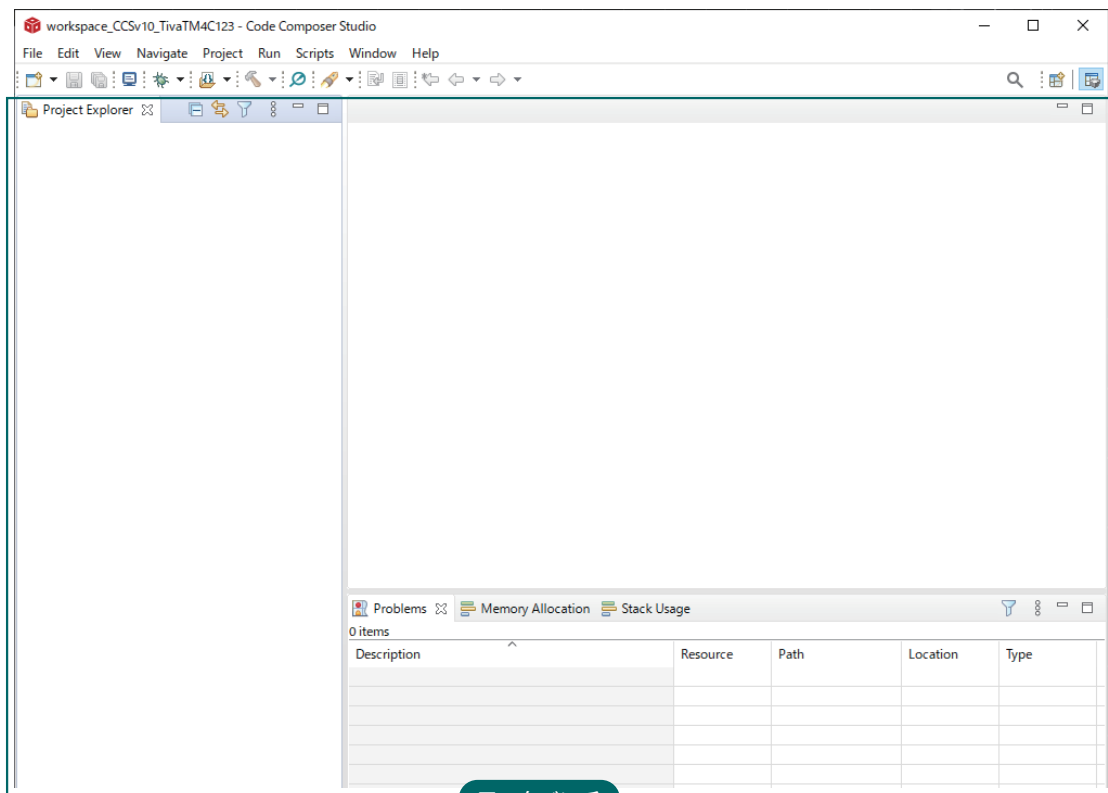 workspace_CCSv10_TivaTM4C123 - Code Composer Studio
File Edit View Navigate Project Run Scripts Window Help
Project Explorer
Problems Memory Allocation Stack Usage
0 items
Description Resource Path Location Type